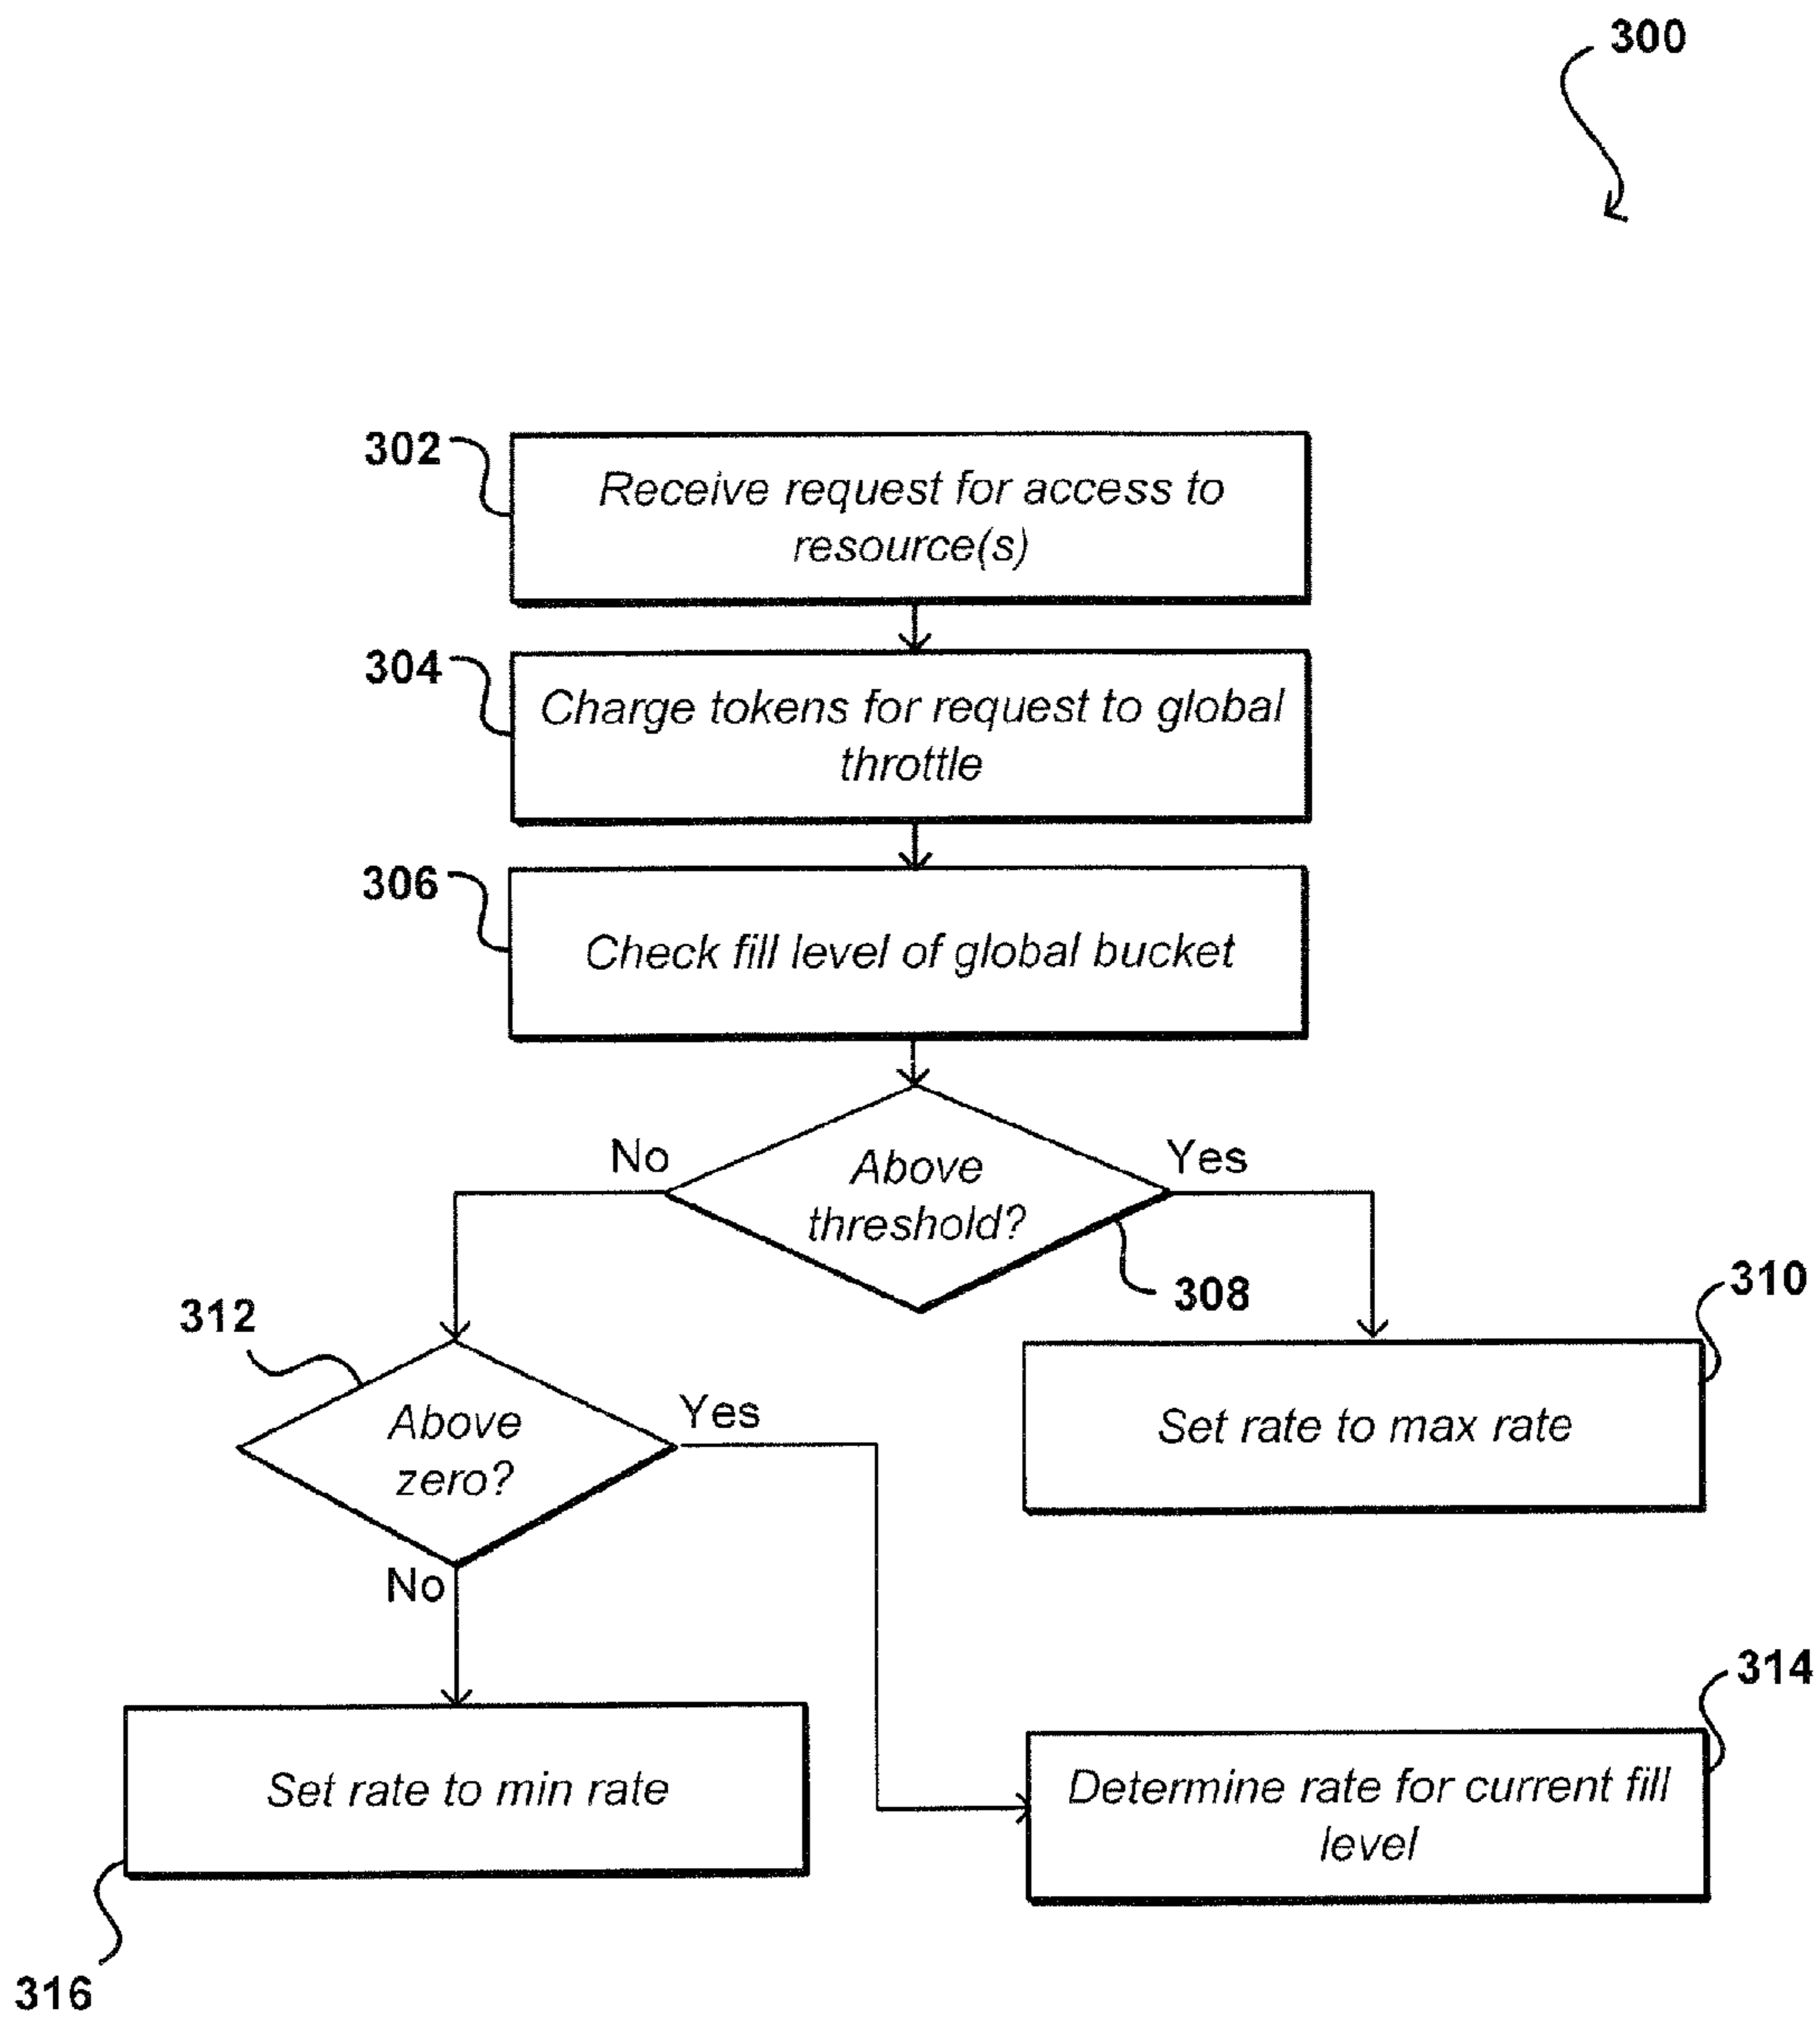 300
302
Receive request for access to
resource(s)
304
Charge tokens for request to global
throttle
306
Check fill level of global bucket
No
Above
threshold?
Yes
308
310
312
Above
zero?
Yes
Set rate to max rate
No
314
Set rate to min rate
Determine rate for current fill
level
316